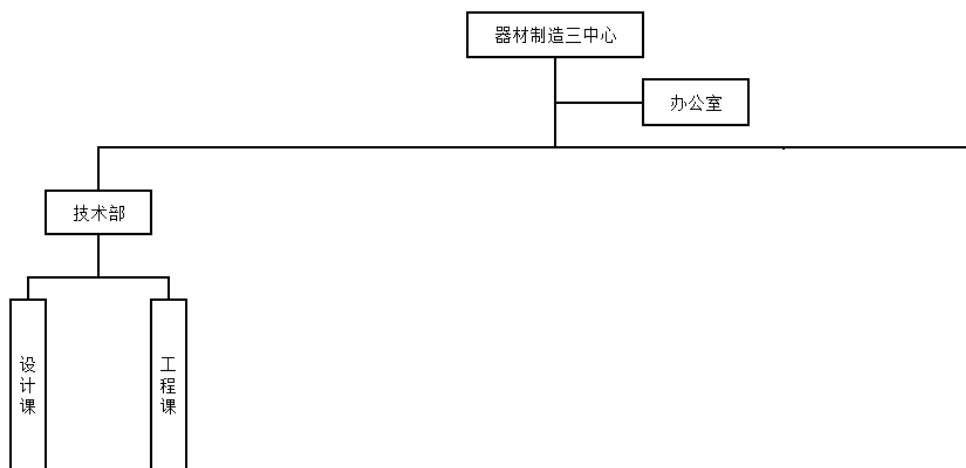 器材制造三中心
办公室
技术部
设计课
工程课